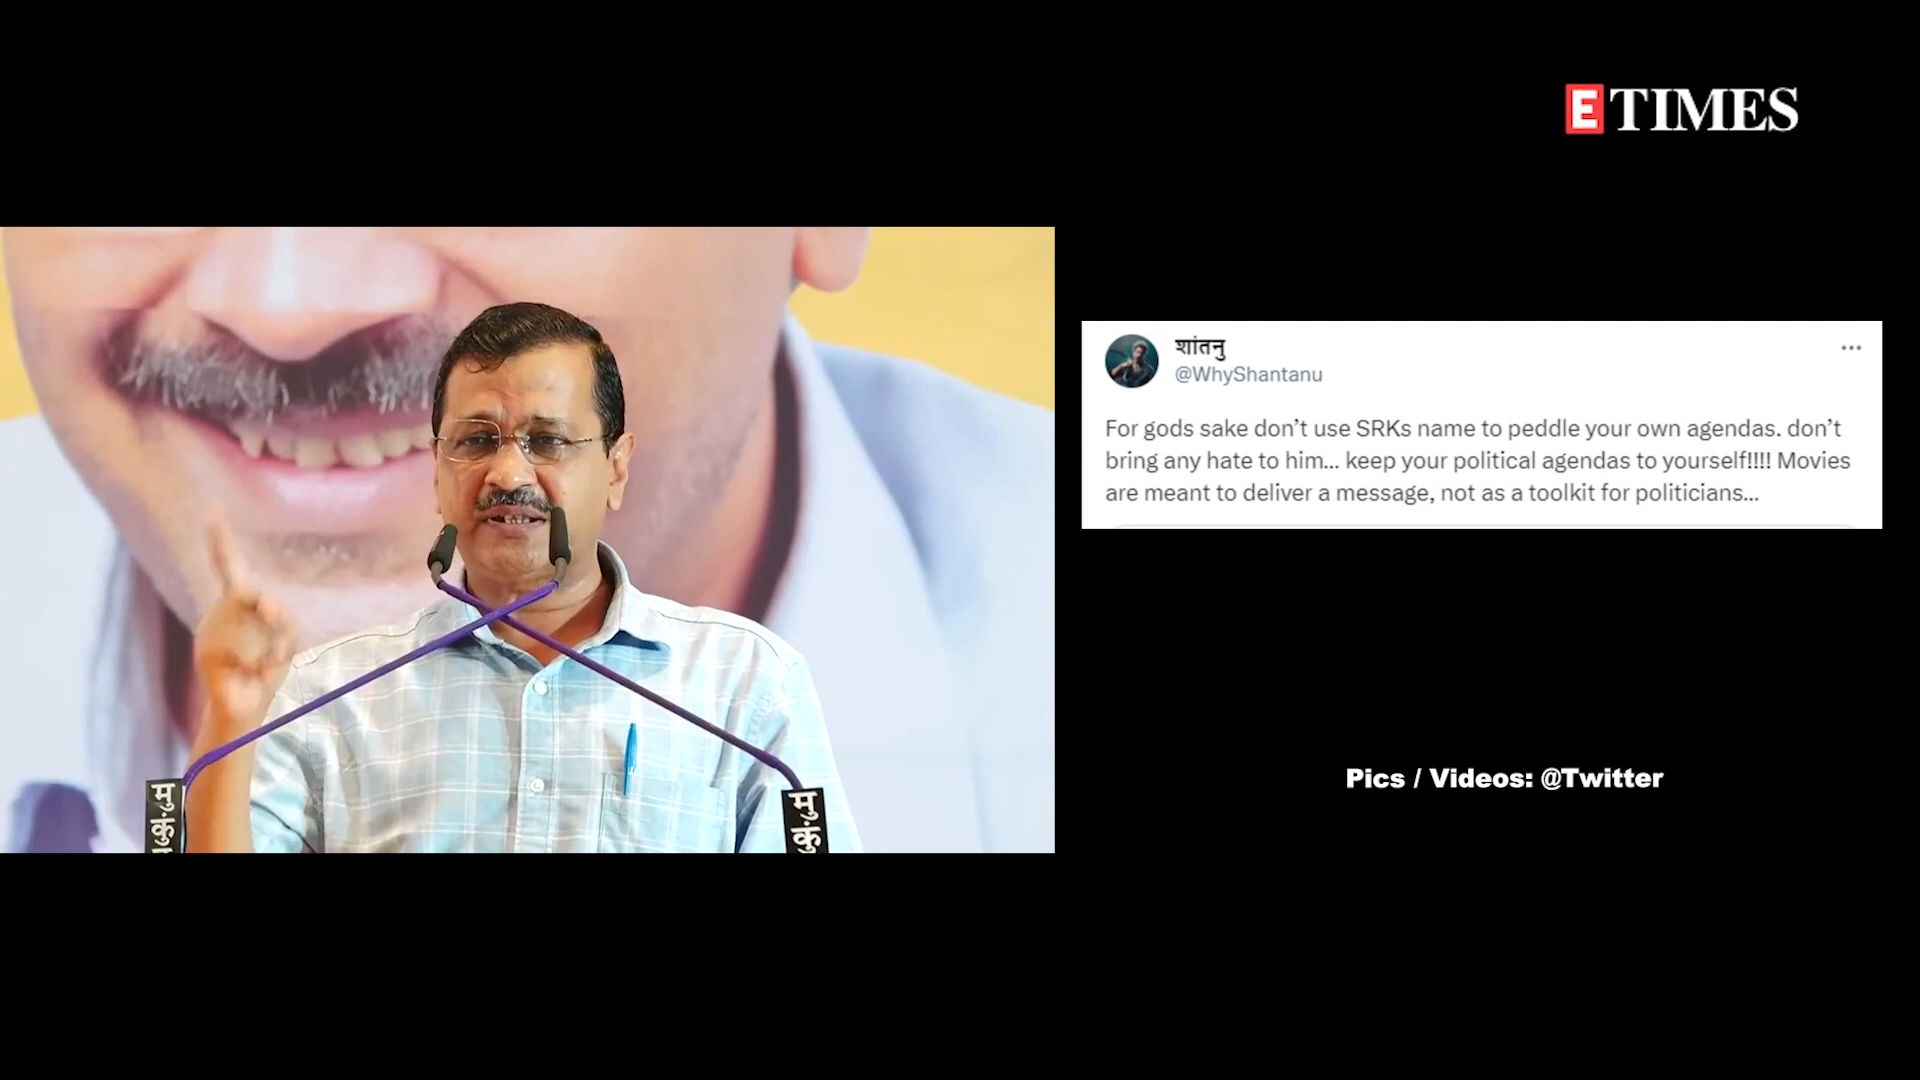 E TIMES
शांतनु
@WhyShantanu
For gods sake don’t use SRKs name to peddle your own agendas. don’t
bring any hate to him... keep your political agendas to yourself!!!! Movies
are meant to deliver a message, not as a toolkit for politicians...
Pics / Videos: @Twitter